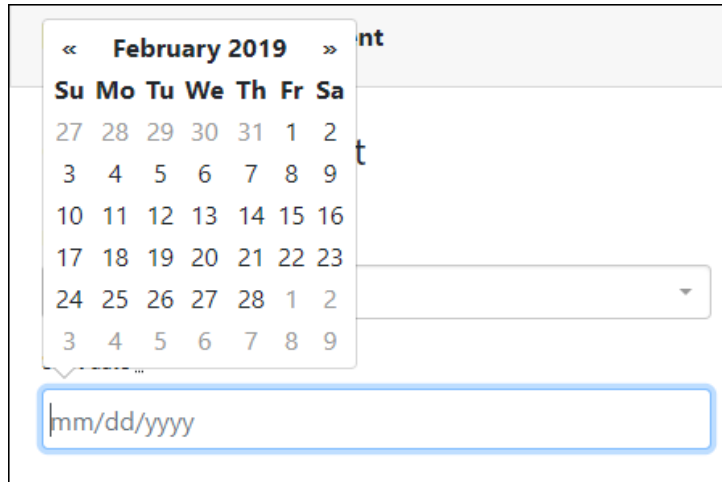 « February 2019 »
nt
Su Mo Tu We Th Fr Sa
27 28 29 30 31 1 2
t
3 4 5 6 7 8 9
10 11 12 13 14 15 16
17 18 19 20 21 22 23
24 25 26 27 28 1 2
3 4 5 6 7 8 9
mm/dd/yyyy